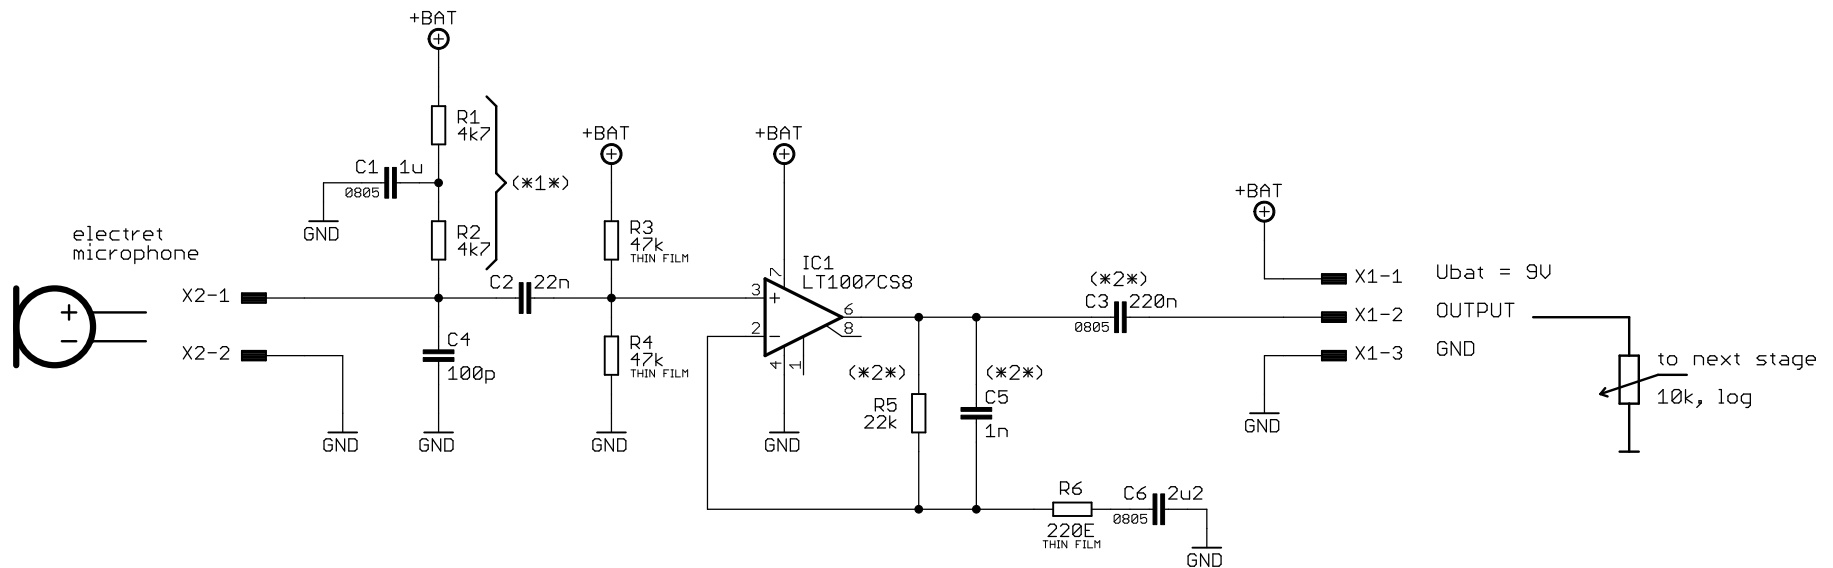 +BAT
R1
4k7
C1 1u
0805
GND
(*1*)
R2
4k7
electret
microphone
+
-
X2-1
X2-2
GND
C4
100p
GND
C2 22n
+BAT
R3
47k
THIN FILM
R4
47k
THIN FILM
GND
+BAT
IC1
LT1007CS8
7
3
+
2
-
6
8
4
1
GND
(*2*)
R5
22k
(*2*)
C5
1n
(*2*)
C3 220n
0805
R6
220E
THIN FILM
C6 2u2
0805
GND
+BAT
X1-1 Ubat = 9V
X1-2 OUTPUT
X1-3 GND
GND
to next stage
10k, log